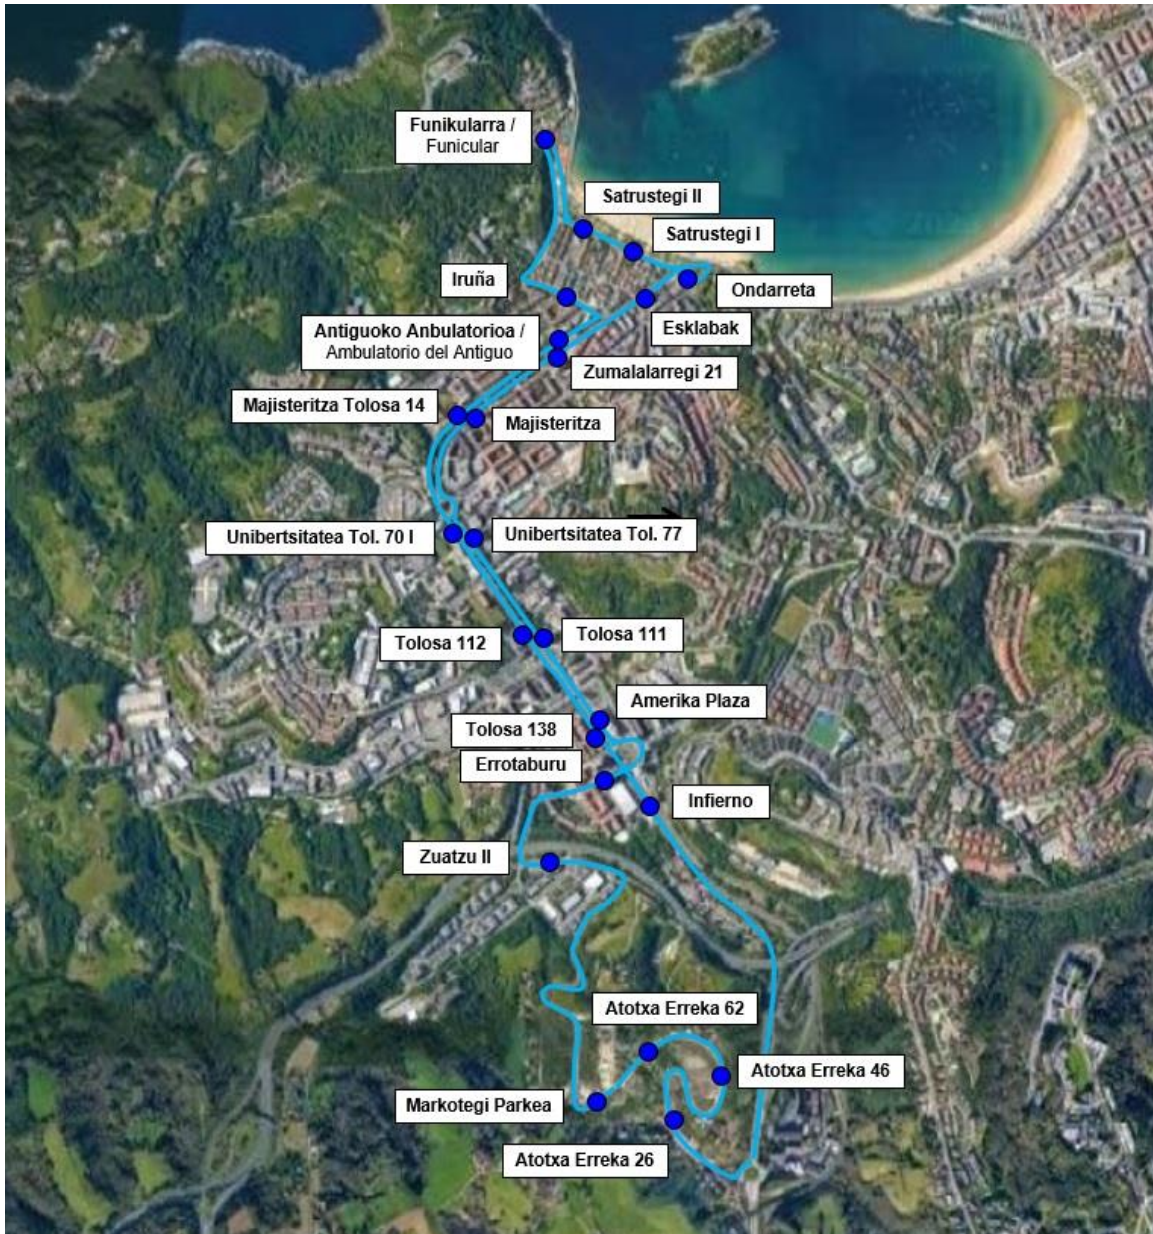 Funikularra /
Funicular
Satrustegi II
Satrustegi I
Iruña
Ondarreta
Esklabak
Antiguoko Anbulatorioa /
Ambulatorio del Antiguo
Zumalalarregi 21
Majisteritza Tolosa 14
Majisteritza
Unibertsitatea Tol. 70 I
Unibertsitatea Tol. 77
Tolosa 112
Tolosa 111
Amerika Plaza
Tolosa 138
Errotaburu
Infierno
Zuatzu II
Atotxa Erreka 62
Atotxa Erreka 46
Markotegi Parkea
Atotxa Erreka 26